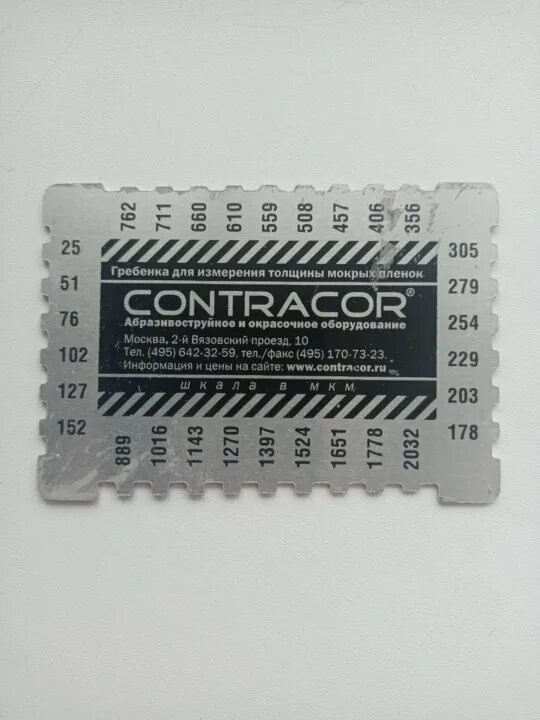 762 711 660 610 559 508 457 406 356
25
51
76
102
127
152
305
279
254
229
203
178
Гребенка для измерения толщины мокрых пленок
CONTRACOR®
Абразивоструйное и окрасочное оборудование
Москва, 2-й Вязовский проезд, 10
Тел. (495) 642-32-59, тел./факс (495) 170-73-23.
Информация и цены на сайте: www.contracor.ru
шкала в мкм
889 1016 1143 1270 1397 1524 1651 1778 2032